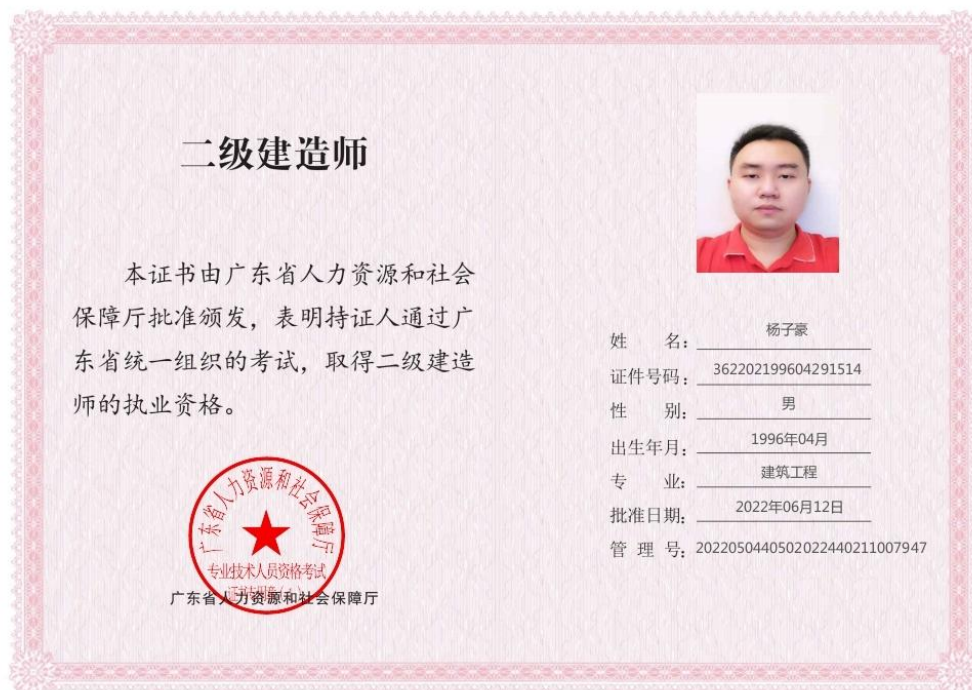 二级建造师
本证书由广东省人力资源和社会
保障厅批准颁发，表明持证人通过广
东省统一组织的考试，取得二级建造
师的执业资格。
广东省人力资源和社会保障厅
专业技术人员资格考试
广东省人力资源和社会保障厅
姓 名：杨子豪
证件号码：362202199604291514
性 别：男
出生年月：1996年04月
专 业：建筑工程
批准日期：2022年06月12日
管 理 号：2022050440502022440211007947